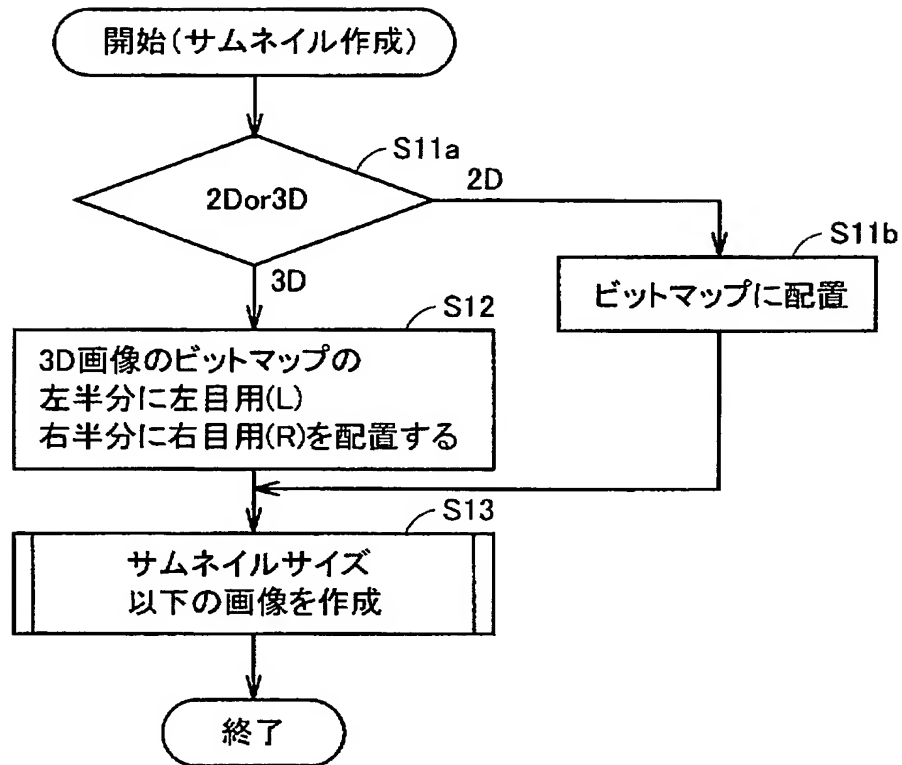 開始(サムネイル作成)
S11a
2Dor3D
2D
S11b
ビットマップに配置
3D
S12
3D画像のビットマップの
左半分に左目用(L)
右半分に右目用(R)を配置する
S13
サムネイルサイズ
以下の画像を作成
終了